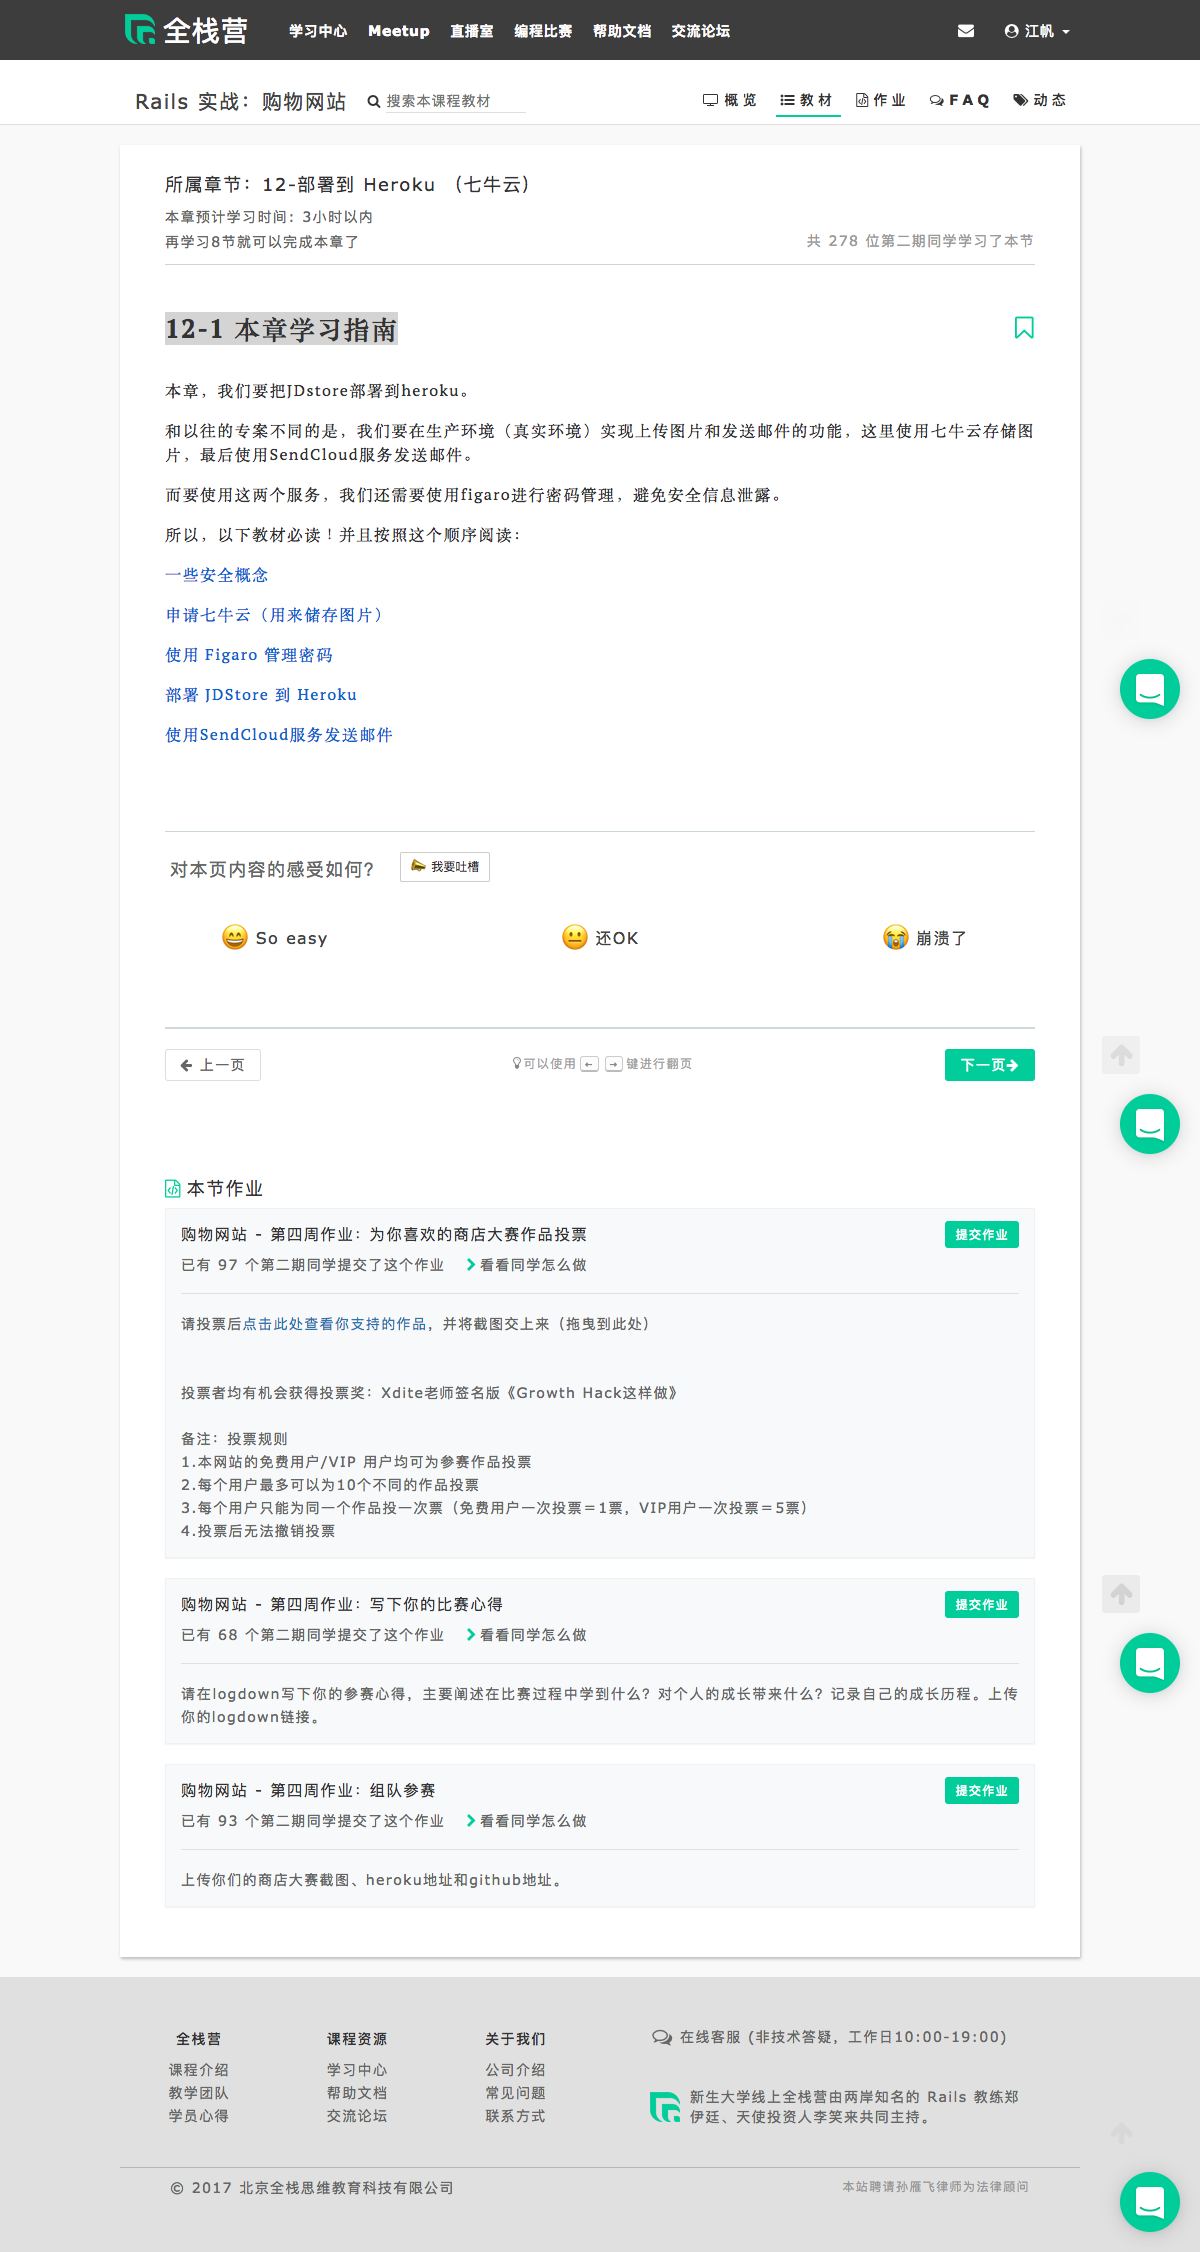 全栈营
学习中心 Meetup 直播室 编程比赛 帮助文档 交流论坛
江帆
Rails 实战：购物网站
搜索本课程教材
概览 教材 作业 FAQ 动态
所属章节：12-部署到 Heroku （七牛云）
本章预计学习时间：3小时以内
再学习8节就可以完成本章了
共 278 位第二期同学学习了本节
12-1 本章学习指南
本章，我们要把JDstore部署到heroku。
和以往的专案不同的是，我们要在生产环境（真实环境）实现上传图片和发送邮件的功能，这里使用七牛云存储图
片，最后使用SendCloud服务发送邮件。
而要使用这两个服务，我们还需要使用figaro进行密码管理，避免安全信息泄露。
所以，以下教材必读！并且按照这个顺序阅读：
一些安全概念
申请七牛云（用来储存图片）
使用 Figaro 管理密码
部署 JDStore 到 Heroku
使用SendCloud服务发送邮件
对本页内容的感受如何？
我要吐槽
So easy
还OK
崩溃了
← 上一页
可以使用 ← → 键进行翻页
下一页→
本节作业
购物网站 - 第四周作业：为你喜欢的商店大赛作品投票
提交作业
已有 97 个第二期同学提交了这个作业 看看同学怎么做
请投票后点击此处查看你支持的作品，并将截图交上来（拖曳到此处）
投票者均有机会获得投票奖：Xdite老师签名版《Growth Hack这样做》
备注：投票规则
1.本网站的免费用户/VIP 用户均可为参赛作品投票
2.每个用户最多可以为10个不同的作品投票
3.每个用户只能为同一个作品投一次票（免费用户一次投票＝1票，VIP用户一次投票＝5票）
4.投票后无法撤销投票
购物网站 - 第四周作业：写下你的比赛心得
提交作业
已有 68 个第二期同学提交了这个作业 看看同学怎么做
请在logdown写下你的参赛心得，主要阐述在比赛过程中学到什么？对个人的成长带来什么？记录自己的成长历程。上传
你的logdown链接。
购物网站 - 第四周作业：组队参赛
提交作业
已有 93 个第二期同学提交了这个作业 看看同学怎么做
上传你们的商店大赛截图、heroku地址和github地址。
全栈营
课程介绍
教学团队
学员心得
课程资源
学习中心
帮助文档
交流论坛
关于我们
公司介绍
常见问题
联系方式
在线客服 (非技术答疑，工作日10:00-19:00)
新生大学线上全栈营由两岸知名的 Rails 教练郑
伊廷、天使投资人李笑来共同主持。
© 2017 北京全栈思维教育科技有限公司
本站聘请孙雁飞律师为法律顾问